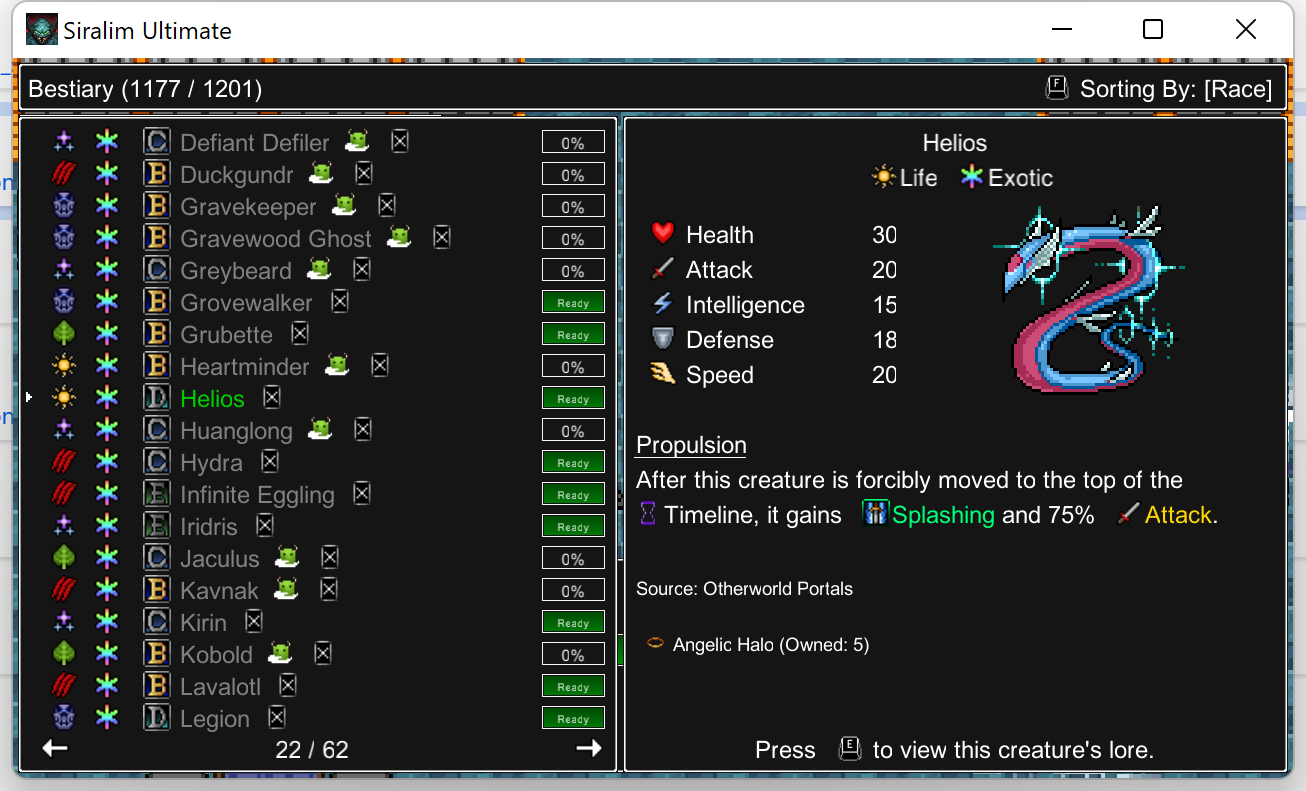 Siralim Ultimate
Bestiary (1177 / 1201)
F Sorting By: [Race]
C Defiant Defiler 0%
B Duckgundr 0%
B Gravekeeper 0%
B Gravewood Ghost 0%
C Greybeard 0%
B Grovewalker Ready
B Grubette Ready
B Heartminder 0%
D Helios Ready
C Huanglong 0%
C Hydra Ready
E Infinite Eggling Ready
E Iridris Ready
C Jaculus 0%
B Kavnak 0%
C Kirin Ready
B Kobold 0%
B Lavalotl Ready
D Legion Ready
22 / 62
Helios
Life Exotic
Health 30
Attack 20
Intelligence 15
Defense 18
Speed 20
Propulsion
After this creature is forcibly moved to the top of the
Timeline, it gains Splashing and 75% Attack.
Source: Otherworld Portals
Angelic Halo (Owned: 5)
Press E to view this creature's lore.